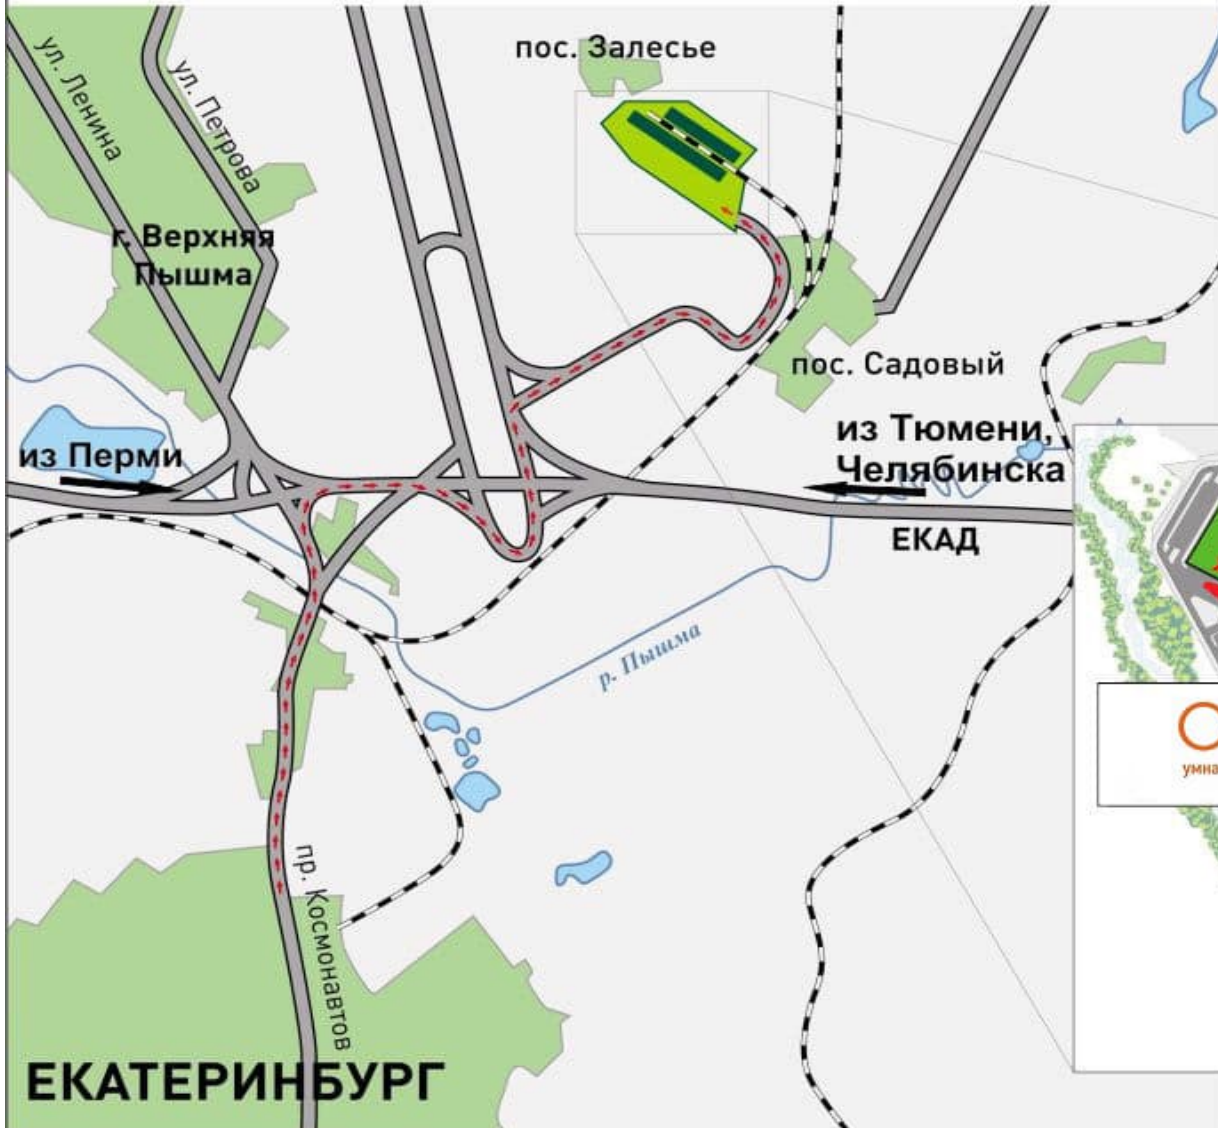 пос. Залесье
ул. Ленина
ул. Петрова
г. Верхняя
Пышма
пос. Садовый
из Перми
из Тюмени,
Челябинска
ЕКАД
р. Пышма
умна
пр. Космонавтов
ЕКАТЕРИНБУРГ